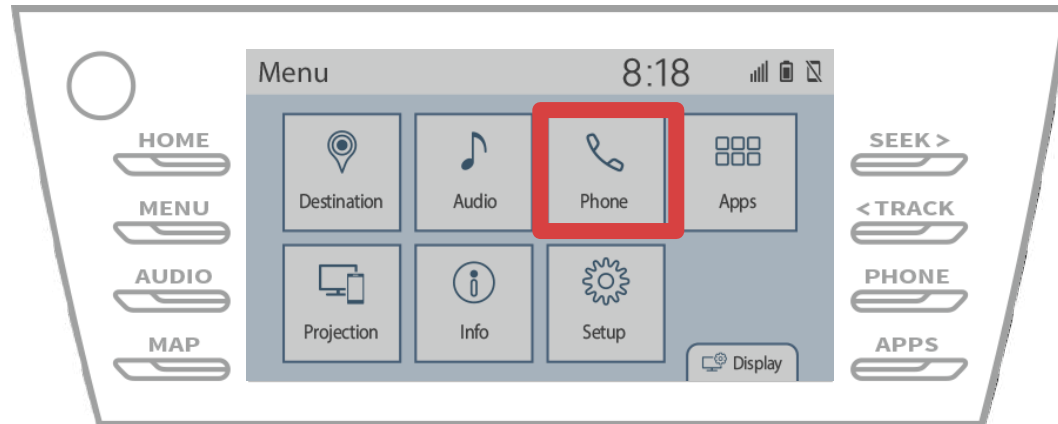 Menu 8:18
HOME
MENU
AUDIO
MAP
Destination Audio Phone Apps
Projection Info Setup
Display
SEEK >
< TRACK
PHONE
APPS